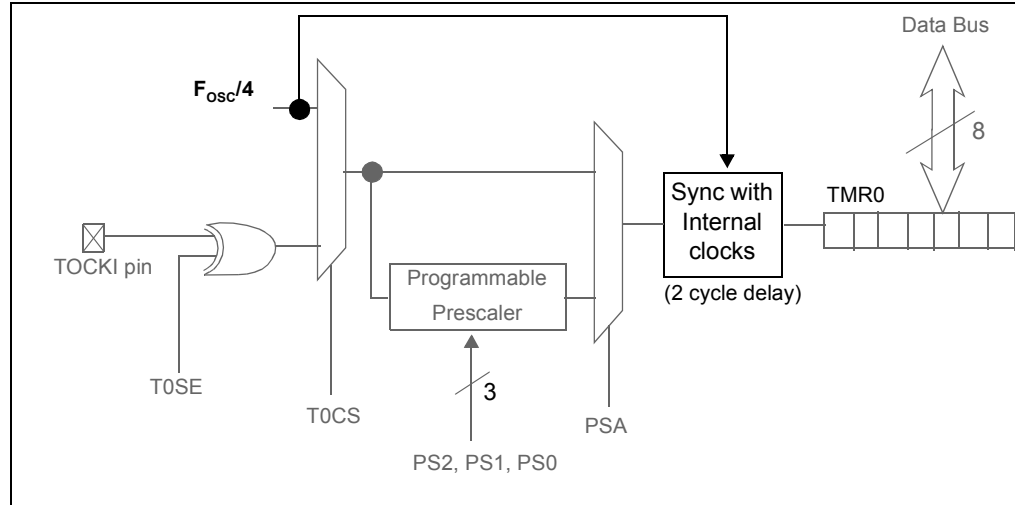 Data Bus
FOSC/4
8
Sync with
Internal
clocks
TMR0
TOCKI pin
Programmable
Prescaler
(2 cycle delay)
T0SE
3
T0CS
PSA
PS2, PS1, PS0